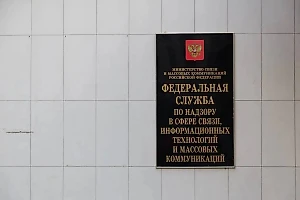 МИНИСТЕРСТВО СВЯЗИ
И МАССОВЫХ КОММУНИКАЦИЙ
РОССИЙСКОЙ ФЕДЕРАЦИИ
ФЕДЕРАЛЬНАЯ
СЛУЖБА
ПО НАДЗОРУ
В СФЕРЕ СВЯЗИ,
ИНФОРМАЦИОННЫХ
ТЕХНОЛОГИЙ
И МАССОВЫХ
КОММУНИКАЦИЙ